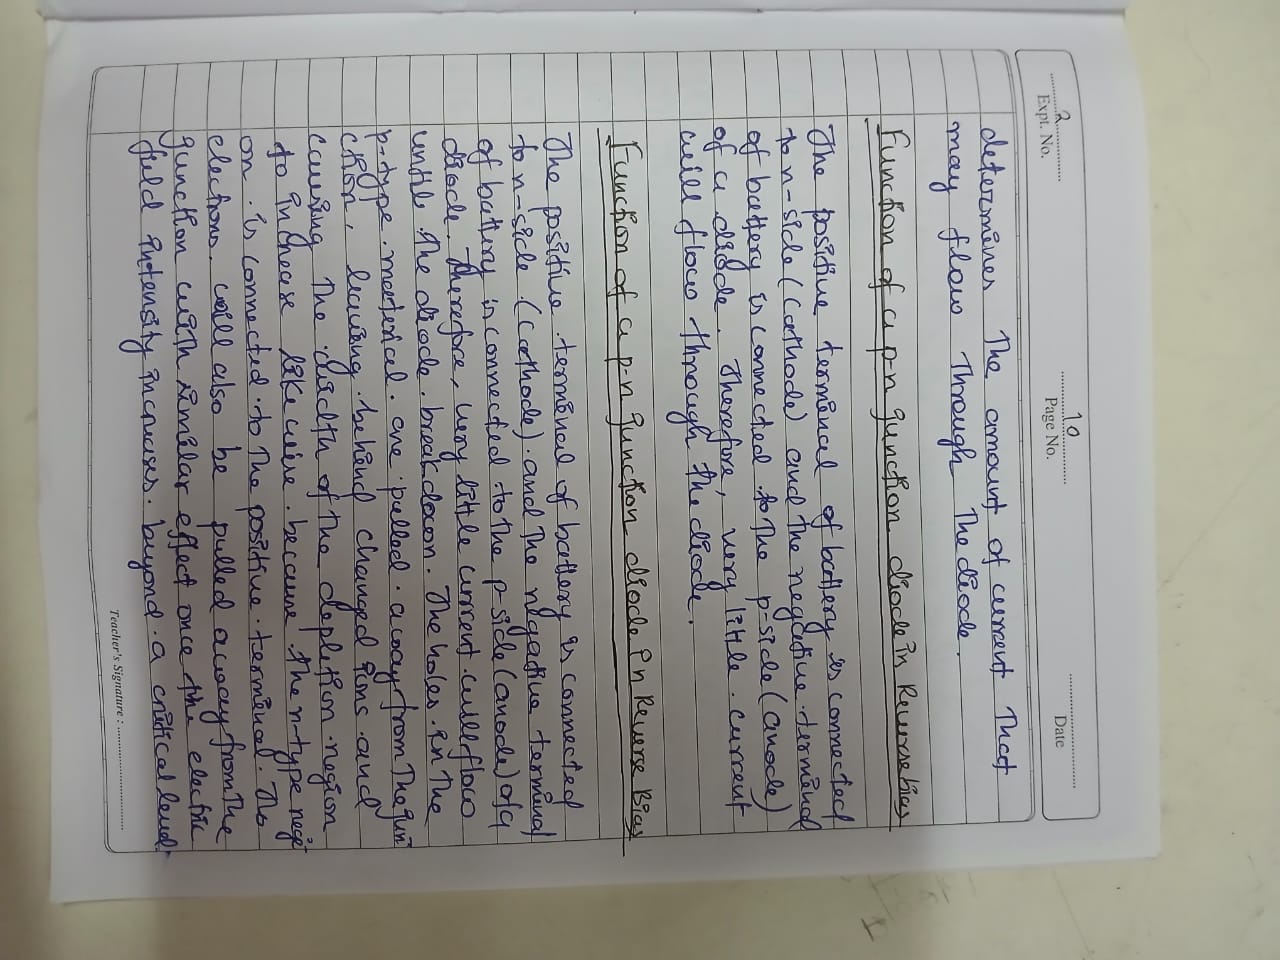 2
Expt. No.
10
Page No.
Date
determines The amount of current That
may flow Through The diode.
Function of a p-n junction diode in Reverse bias
The positive terminal of battery is connected
to n-side (cathode) and the negative terminal
of battery is connected to the p-side (anode)
of a diode. Therefore, very little current
will flow through the diode.
Function of a p-n junction diode in Reverse Bias
The positive terminal of battery is connected
to n-side (cathode) and The negative terminal
of battery is connected to the p-side (anode) of a
diode. Therefore, very little current will flow
until The diode breakdown. The holes in The
p-type material are pulled away from The jun
ction, leaving behind charged ions and
causing The width of The depletion region
to increase likewise because the n-type regi
on is connected to The positive terminal. The
electrons will also be pulled away from The
junction with similar effect once the electric
field intensity increases beyond a critical level
Teacher's Signature :